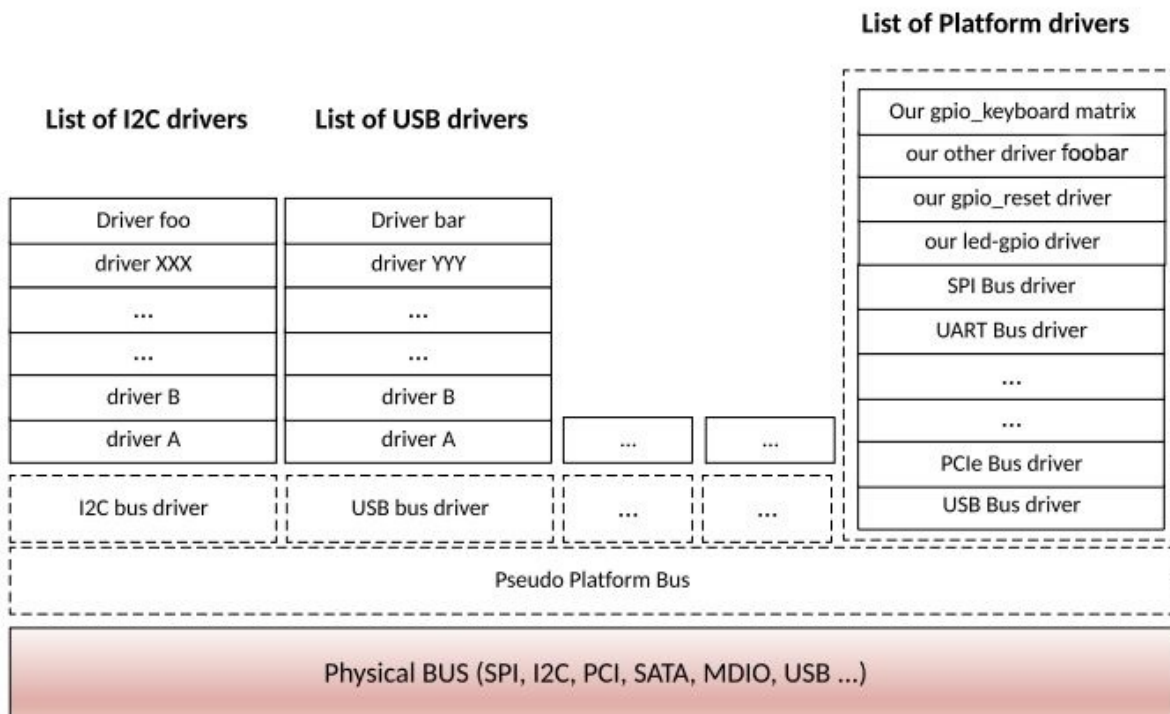 List of Platform drivers
List of I2C drivers
List of USB drivers
Our gpio_keyboard matrix
our other driver foobar
our gpio_reset driver
our led-gpio driver
SPI Bus driver
UART Bus driver
...
...
PCIe Bus driver
USB Bus driver
Driver foo
driver XXX
...
...
driver B
driver A
Driver bar
driver YYY
...
...
driver B
driver A
...
...
I2C bus driver
USB bus driver
...
...
Pseudo Platform Bus
Physical BUS (SPI, I2C, PCI, SATA, MDIO, USB ...)